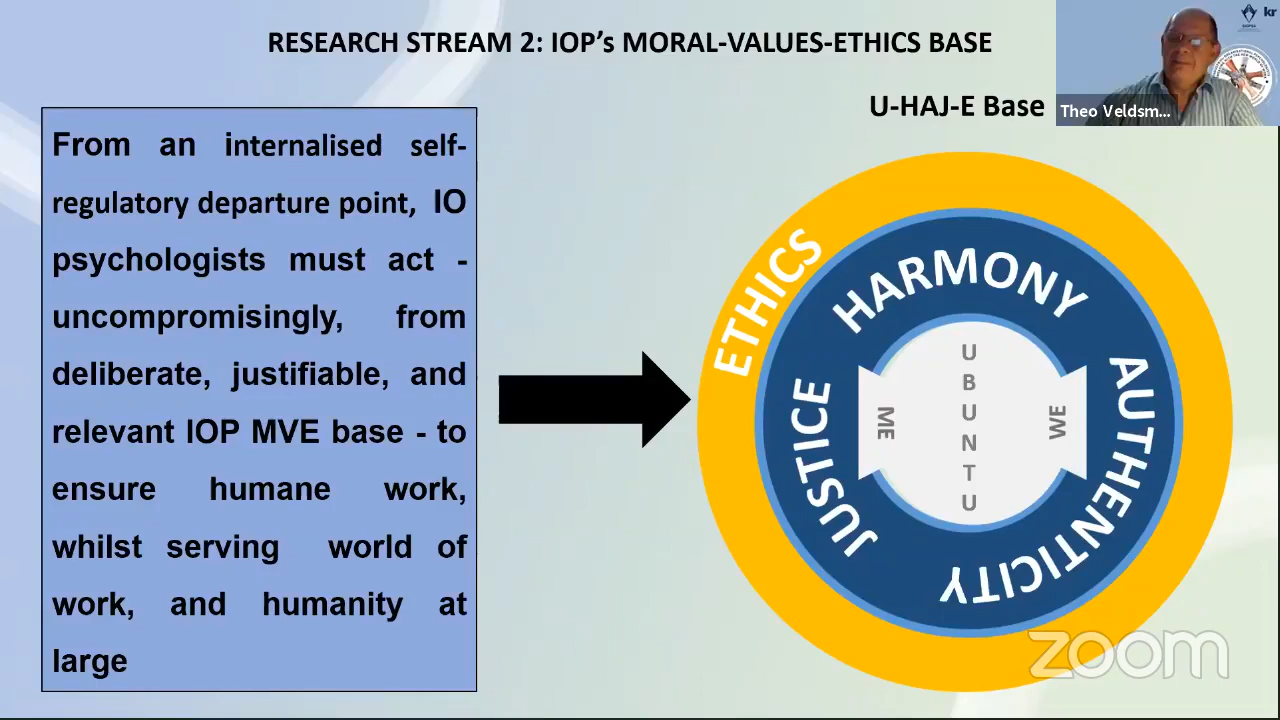 RESEARCH STREAM 2: IOP's MORAL-VALUES-ETHICS BASE
kr
Theo Veldsm...
U-HAJ-E Base
From an internalised self-
regulatory departure point, IO
psychologists must act -
uncompromisingly, from
deliberate, justifiable, and
relevant IOP MVE base - to
ensure humane work,
whilst serving world of
work, and humanity at
large
ETHICS
HARMONY
AUTHENTICITY
JUSTICE
ME
UBUNTU
WE
zoom